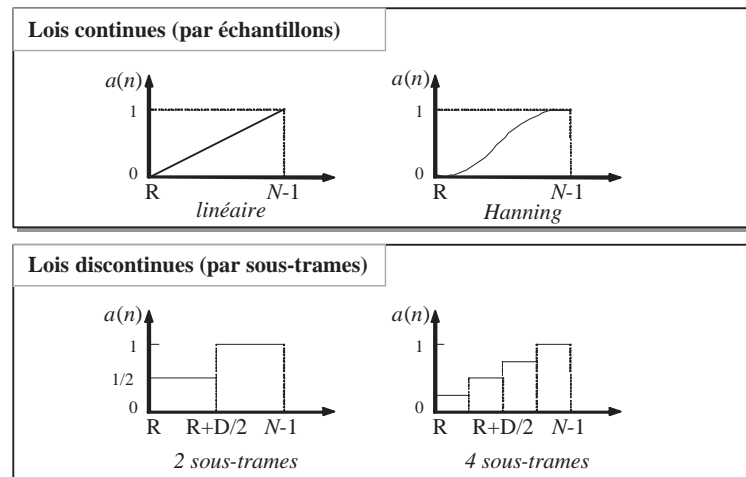 Lois continues (par échantillons)
a(n)
1
0
R N-1
linéaire
a(n)
1
0
R N-1
Hanning
Lois discontinues (par sous-trames)
a(n)
1
1/2
0
R R+D/2 N-1
2 sous-trames
a(n)
1
0
R R+D/2 N-1
4 sous-trames